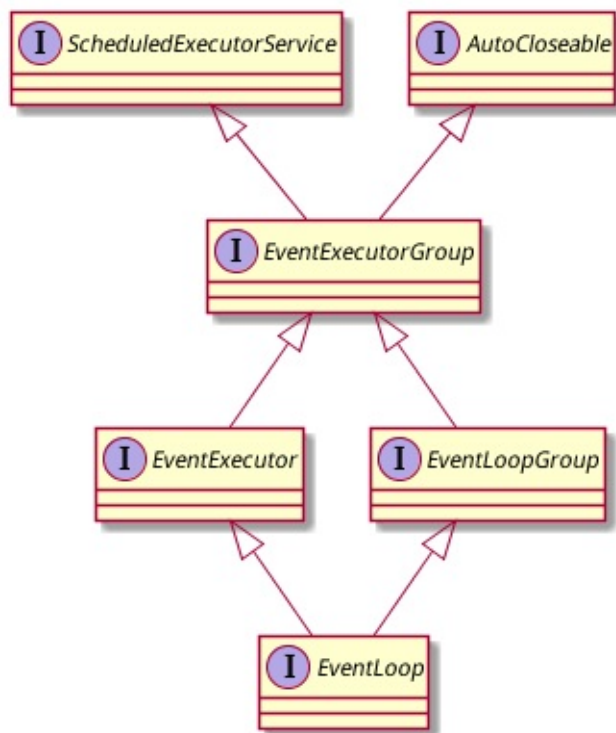 I ScheduledExecutorService
I AutoCloseable
I EventExecutorGroup
I EventExecutor
I EventLoopGroup
I EventLoop